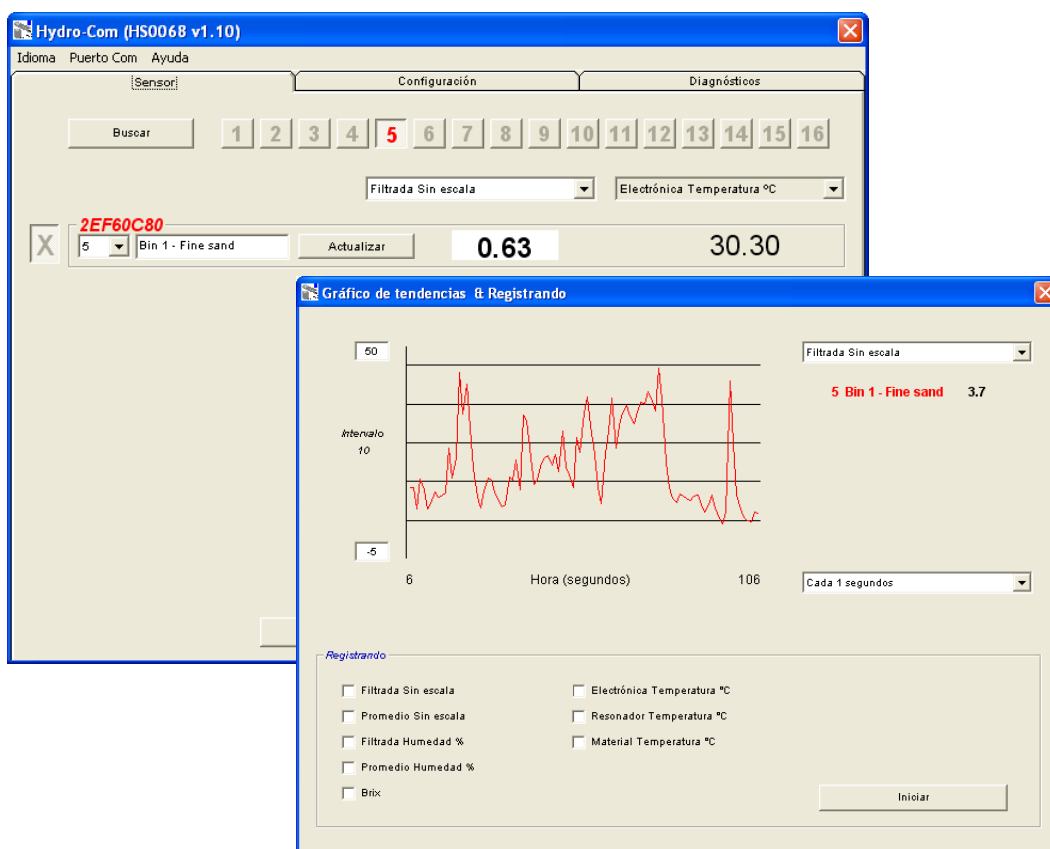 Hydro-Com (HS0068 v1.10)
Idioma Puerto Com Ayuda
Sensor Configuración Diagnósticos
Buscar 1 2 3 4 5 6 7 8 9 10 11 12 13 14 15 16
Filtrada Sin escala Electrónica Temperatura ºC
2EF60C80
X 5 Bin 1 - Fine sand Actualizar 0.63 30.30
Gráfico de tendencias & Registrando
50 Filtrada Sin escala
5 Bin 1 - Fine sand 3.7
Intervalo
10
-5
6 Hora (segundos) 106 Cada 1 segundos
Registrando
Filtrada Sin escala Electrónica Temperatura ºC
Promedio Sin escala Resonador Temperatura ºC
Filtrada Humedad % Material Temperatura ºC
Promedio Humedad %
Brix
Iniciar